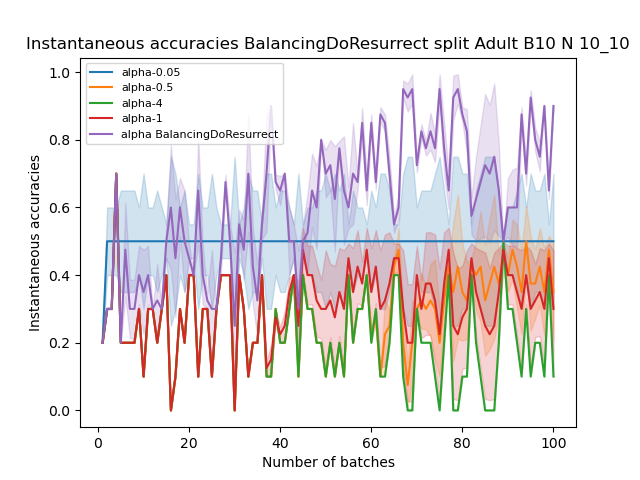 Instantaneous accuracies BalancingDoResurrect split Adult B10 N 10_10
alpha-0.05
alpha-0.5
alpha-4
alpha-1
alpha BalancingDoResurrect
Instantaneous accuracies
1.0
0.8
0.6
0.4
0.2
0.0
0 20 40 60 80 100
Number of batches